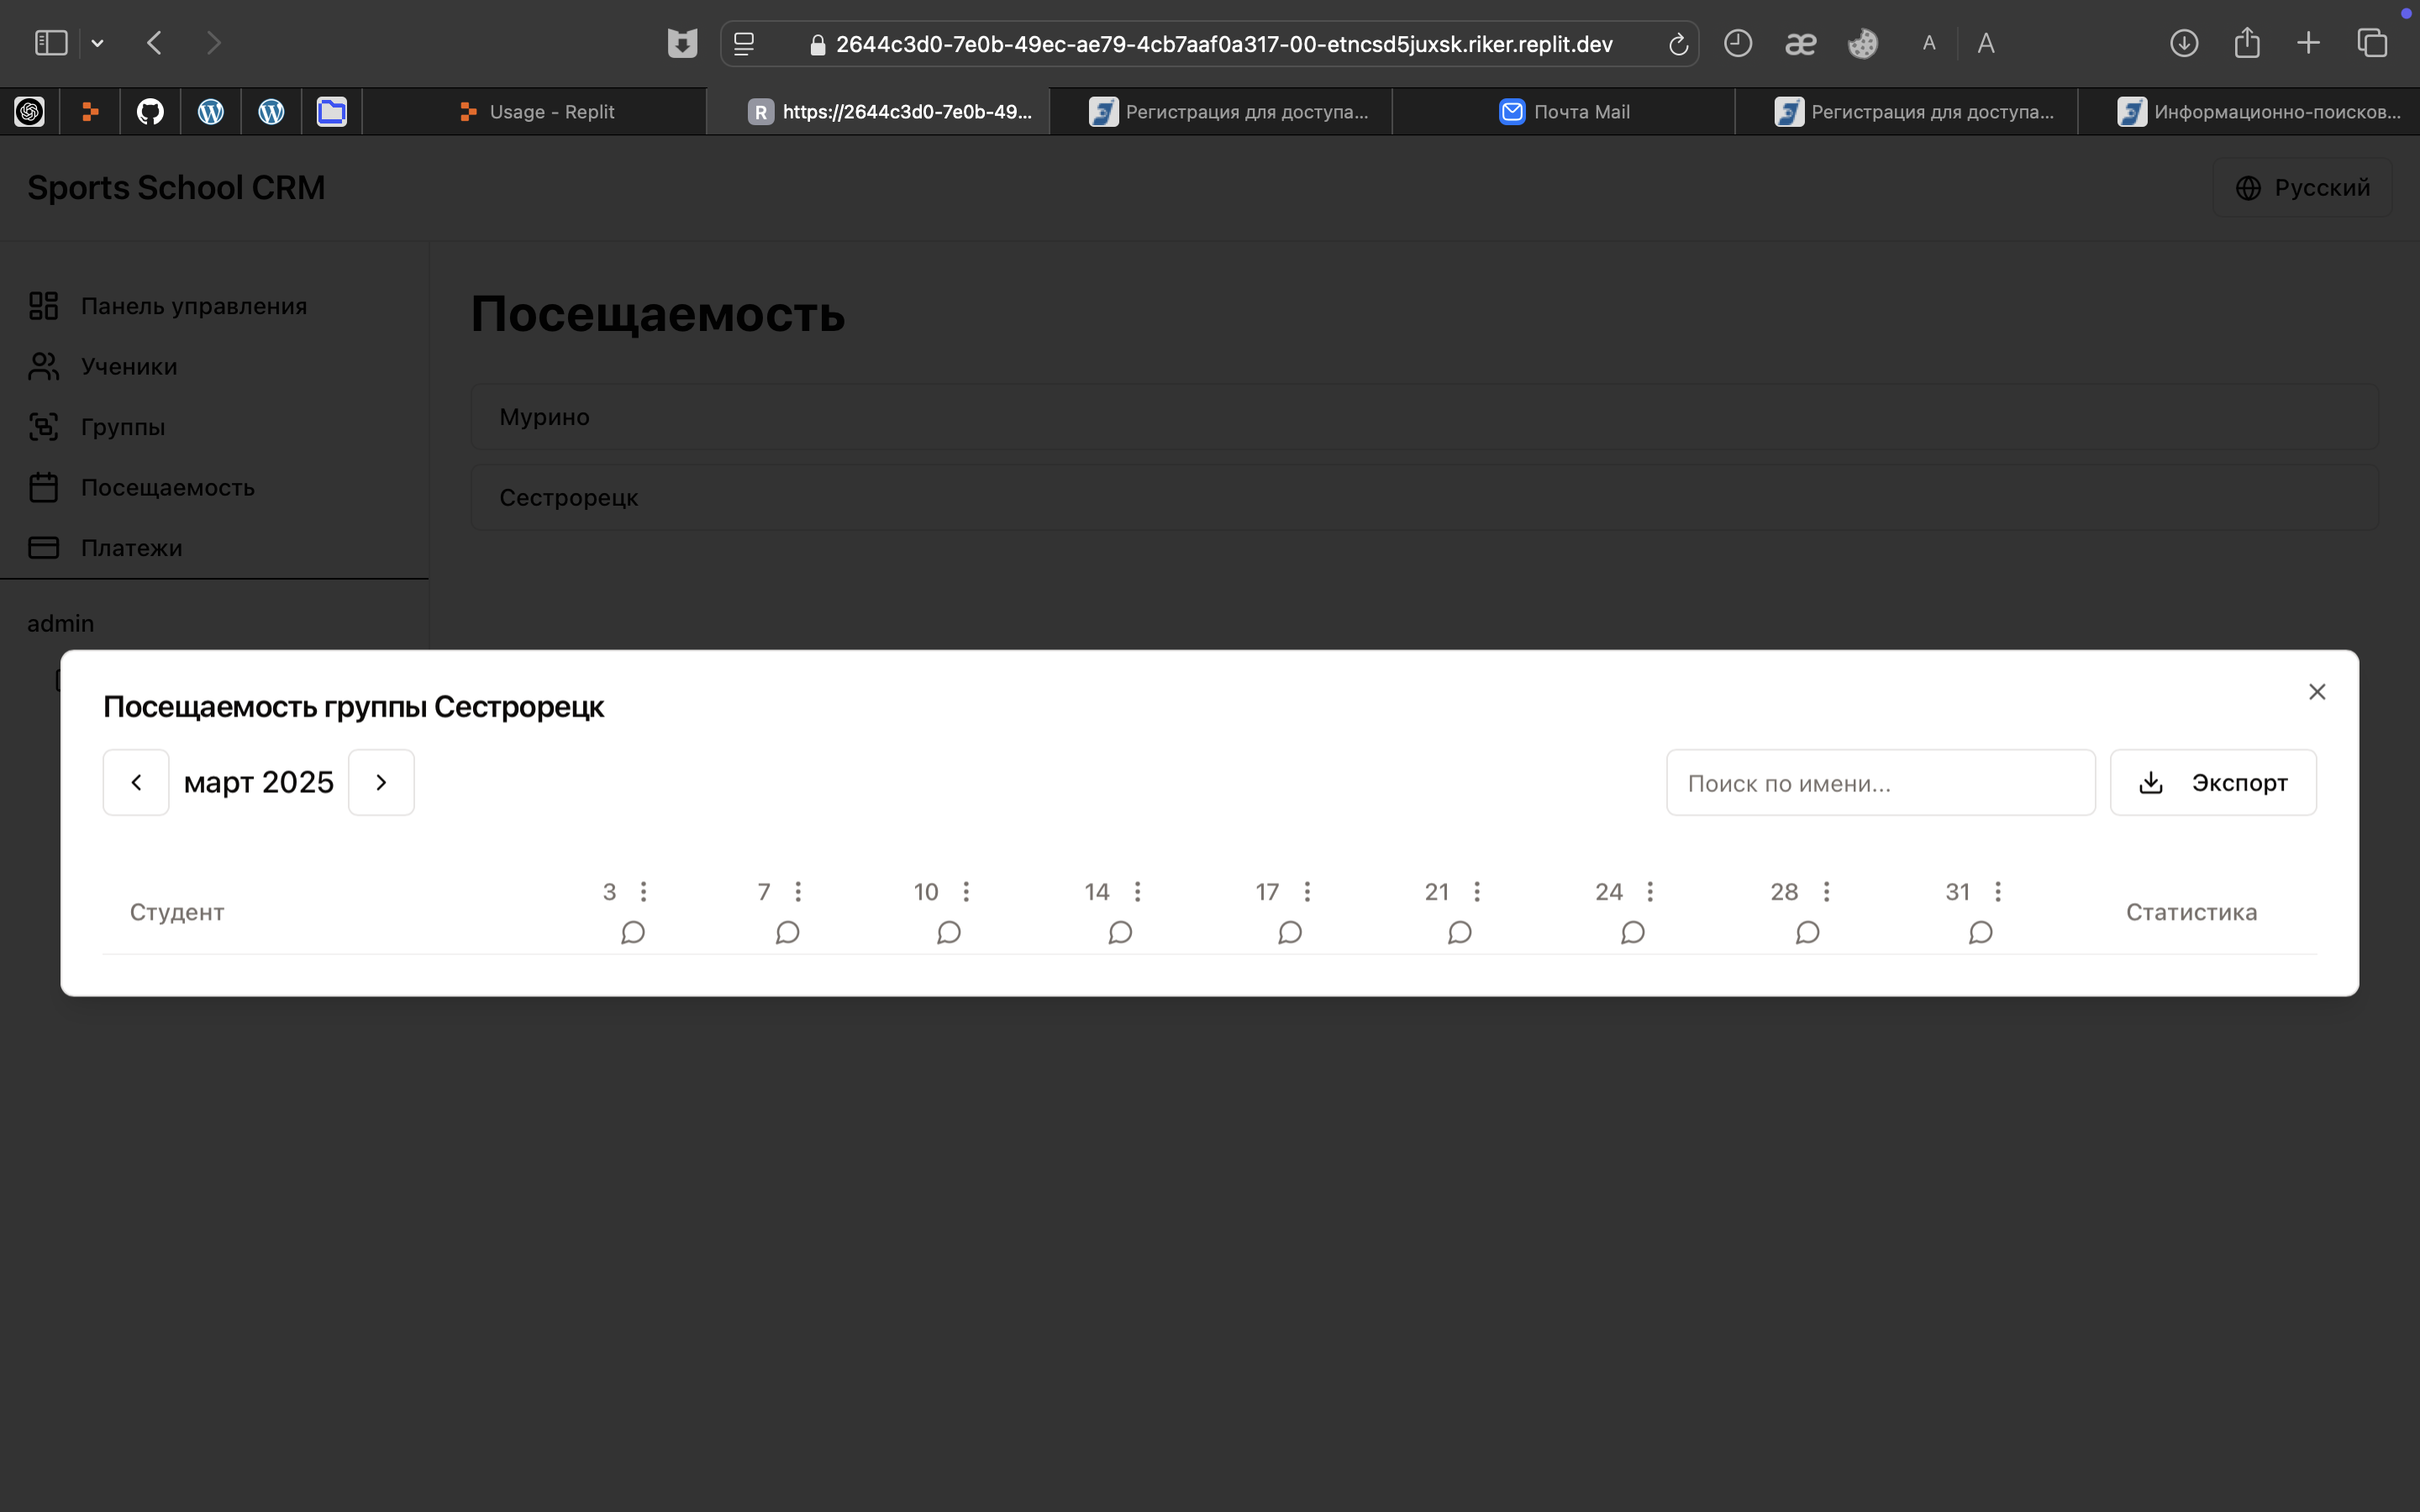 2644c3d0-7e0b-49ec-ae79-4cb7aaf0a317-00-etncsd5juxsk.riker.replit.dev
æ
A
A
Usage - Replit
R
https://2644c3d0-7e0b-49...
Регистрация для доступа...
Почта Mail
Регистрация для доступа...
Информационно-поисков...
Sports School CRM
Русский
Панель управления
Ученики
Группы
Посещаемость
Платежи
admin
Посещаемость
Мурино
Сестрорецк
Посещаемость группы Сестрорецк
март 2025
Поиск по имени...
Экспорт
Студент
3
7
10
14
17
21
24
28
31
Статистика